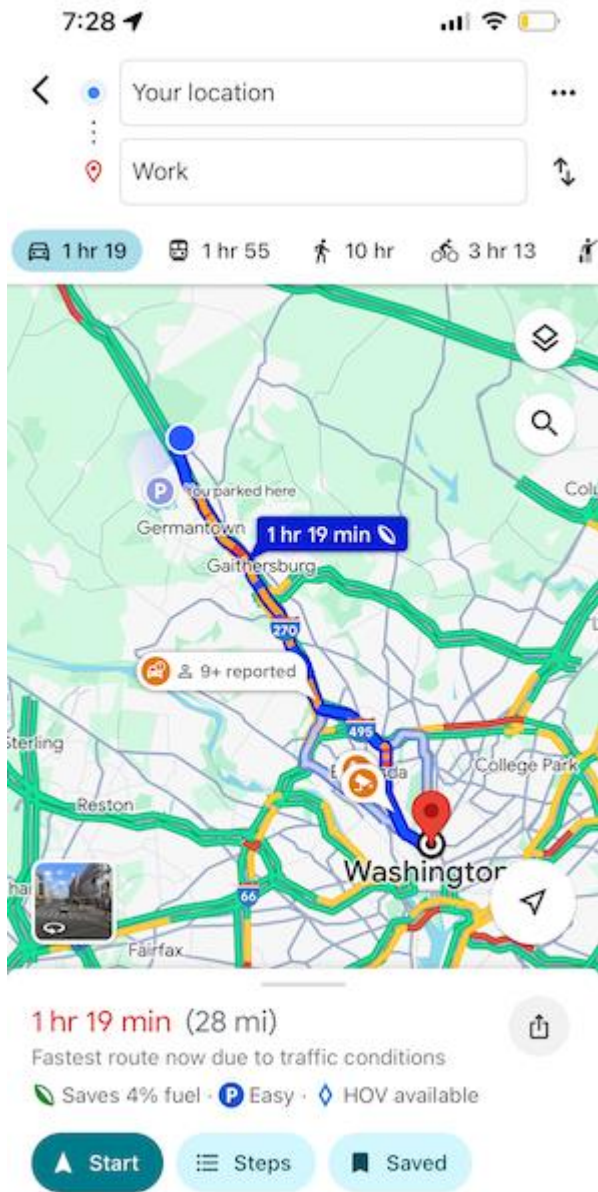 7:28
Your location
Work
1 hr 19
1 hr 55
10 hr
3 hr 13
P You parked here
Germantown
1 hr 19 min
Gaithersburg
270
9+ reported
495
Sterling
College Park
Reston
Washington
66
Fairfax
1 hr 19 min (28 mi)
Fastest route now due to traffic conditions
Saves 4% fuel · P Easy · HOV available
Start
Steps
Saved